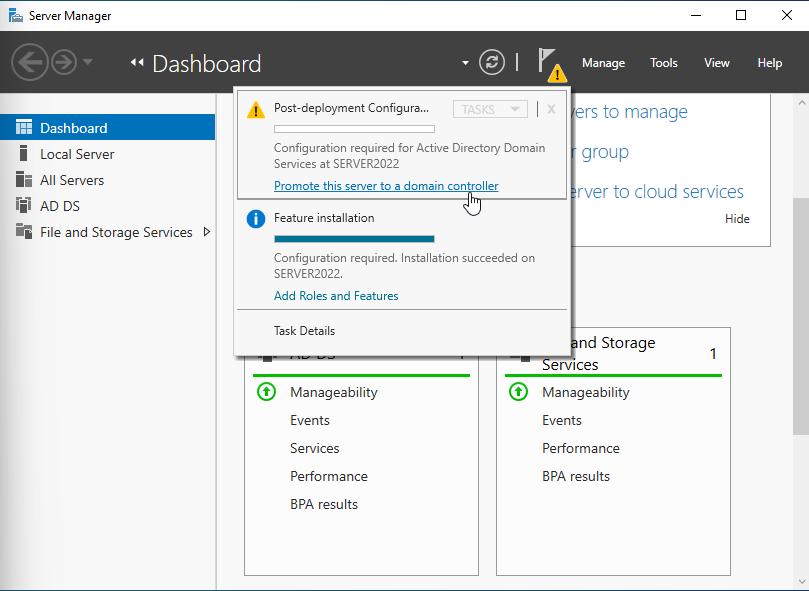 Server Manager
Dashboard
Manage
Tools
View
Help
Dashboard
Local Server
All Servers
AD DS
File and Storage Services
Post-deployment Configura...
TASKS
X
Configuration required for Active Directory Domain
Services at SERVER2022
Promote this server to a domain controller
Feature installation
Configuration required. Installation succeeded on
SERVER2022.
Add Roles and Features
Task Details
to manage
group
to cloud services
Hide
AD DS
1
Manageability
Events
Services
Performance
BPA results
and Storage
Services
1
Manageability
Events
Performance
BPA results